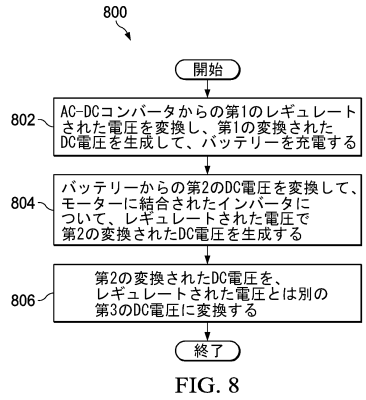 800
開始
802
AC-DCコンバータからの第1のレギュレート
された電圧を変換し、第1の変換された
DC電圧を生成して、バッテリーを充電する
804
バッテリーからの第2のDC電圧を変換して、
モーターに結合されたインバータに
ついて、レギュレートされた電圧で
第2の変換されたDC電圧を生成する
806
第2の変換されたDC電圧を、
レギュレートされた電圧とは別の
第3のDC電圧に変換する
終了
FIG. 8